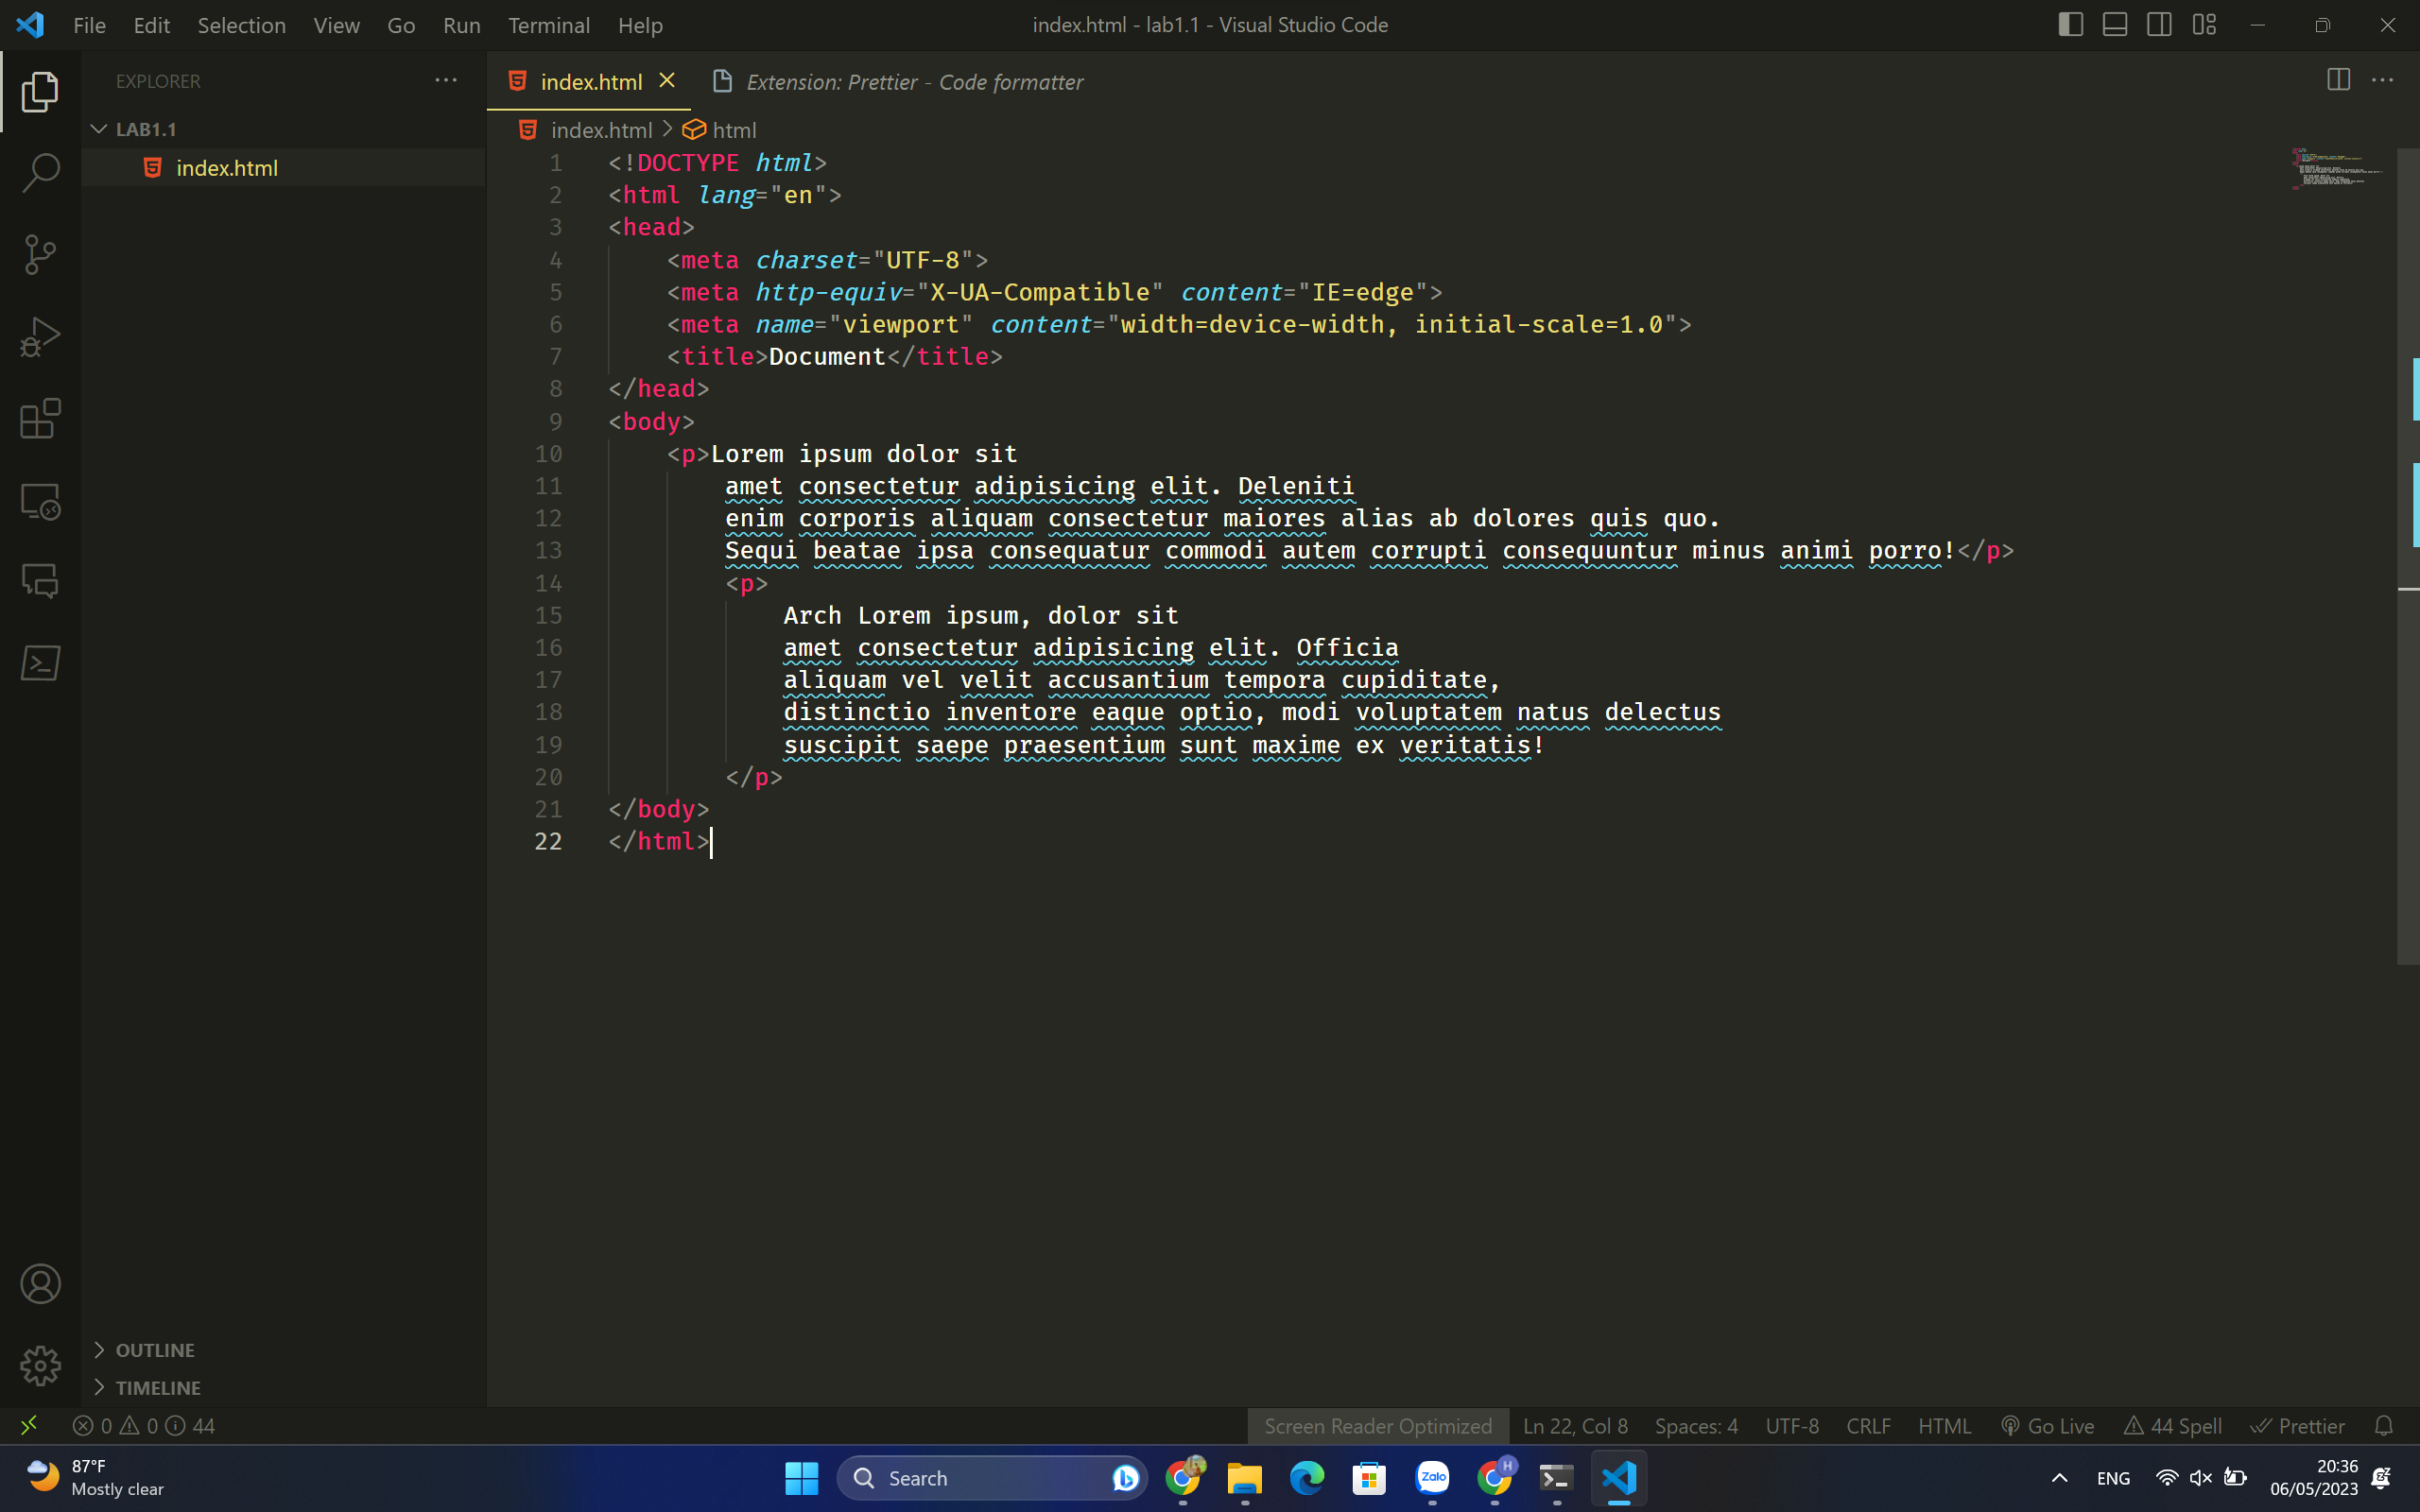 File Edit Selection View Go Run Terminal Help
index.html - lab1.1 - Visual Studio Code
EXPLORER
LAB1.1
index.html
index.html
Extension: Prettier - Code formatter
index.html > html
1 <!DOCTYPE html>
2 <html lang="en">
3 <head>
4 <meta charset="UTF-8">
5 <meta http-equiv="X-UA-Compatible" content="IE=edge">
6 <meta name="viewport" content="width=device-width, initial-scale=1.0">
7 <title>Document</title>
8 </head>
9 <body>
10 <p>Lorem ipsum dolor sit
11 amet consectetur adipisicing elit. Deleniti
12 enim corporis aliquam consectetur maiores alias ab dolores quis quo.
13 Sequi beatae ipsa consequatur commodi autem corrupti consequuntur minus animi porro!</p>
14 <p>
15 Arch Lorem ipsum, dolor sit
16 amet consectetur adipisicing elit. Officia
17 aliquam vel velit accusantium tempora cupiditate,
18 distinctio inventore eaque optio, modi voluptatem natus delectus
19 suscipit saepe praesentium sunt maxime ex veritatis!
20 </p>
21 </body>
22 </html>
OUTLINE
TIMELINE
0 0 44
Screen Reader Optimized Ln 22, Col 8 Spaces: 4 UTF-8 CRLF HTML Go Live 44 Spell Prettier
87°F
Mostly clear
Search
Zalo
H
ENG
20:36
06/05/2023